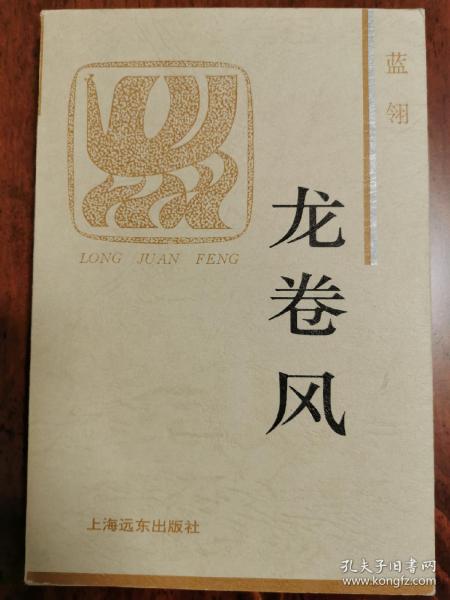 蓝翎
LONG JUAN FENG
龙卷风
上海远东出版社
孔夫子旧书网
www.kongfz.com